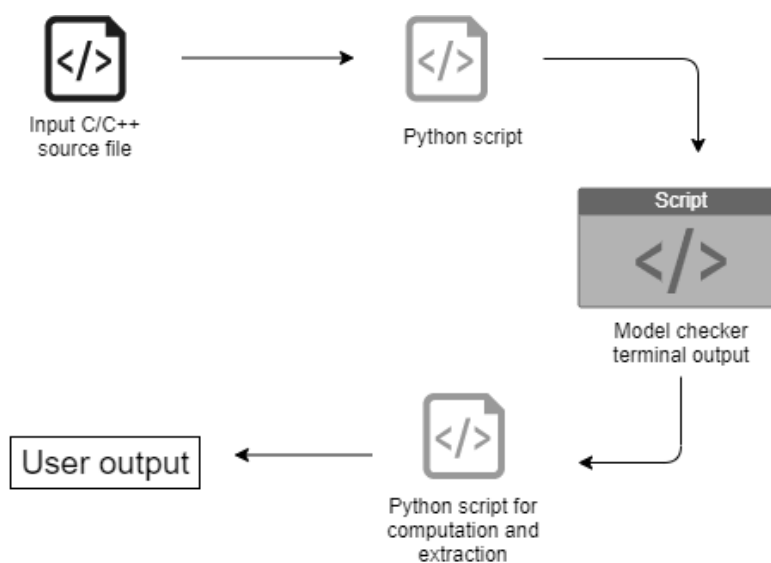 </>
</>
Input C/C++
source file
Python script
Script
</>
Model checker
terminal output
</>
User output
Python script for
computation and
extraction